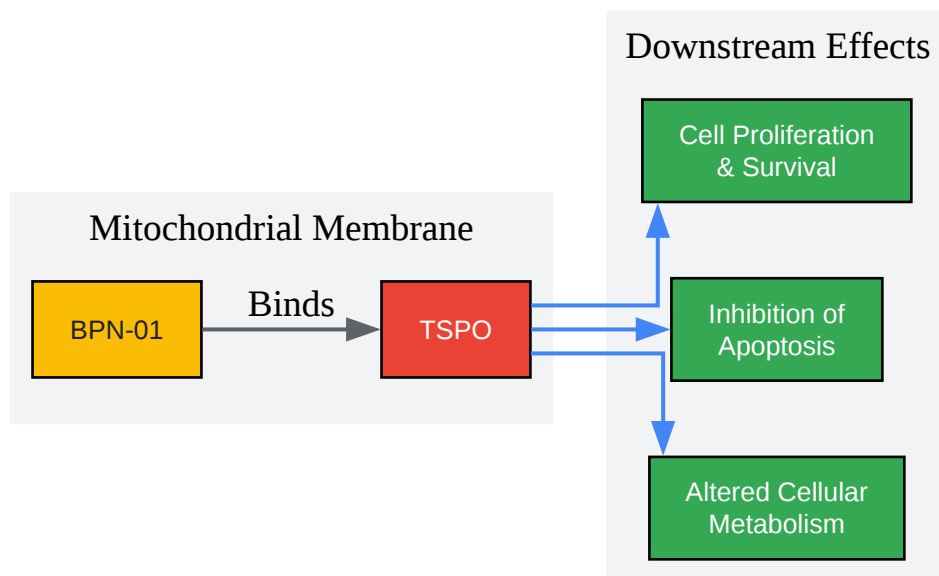 Downstream Effects
Cell Proliferation
& Survival
Mitochondrial Membrane
BPN-01
Binds
TSPO
Inhibition of
Apoptosis
Altered Cellular
Metabolism